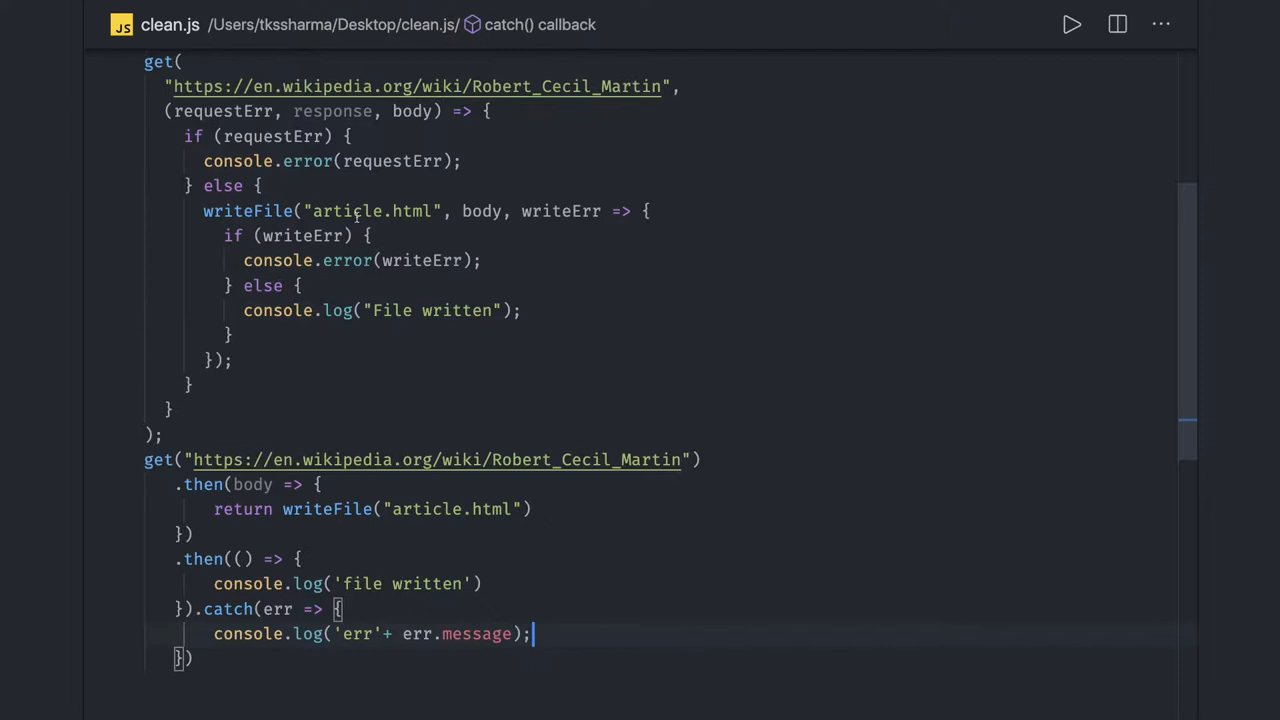 JS clean.js /Users/tkssharma/Desktop/clean.js/ catch() callback
get(
"https://en.wikipedia.org/wiki/Robert_Cecil_Martin",
(requestErr, response, body) => {
if (requestErr) {
console.error(requestErr);
} else {
writeFile("article.html", body, writeErr => {
if (writeErr) {
console.error(writeErr);
} else {
console.log("File written");
}
});
}
}
);
get("https://en.wikipedia.org/wiki/Robert_Cecil_Martin")
.then(body => {
return writeFile("article.html")
})
.then(() => {
console.log('file written')
}).catch(err => {
console.log('err'+ err.message);
})